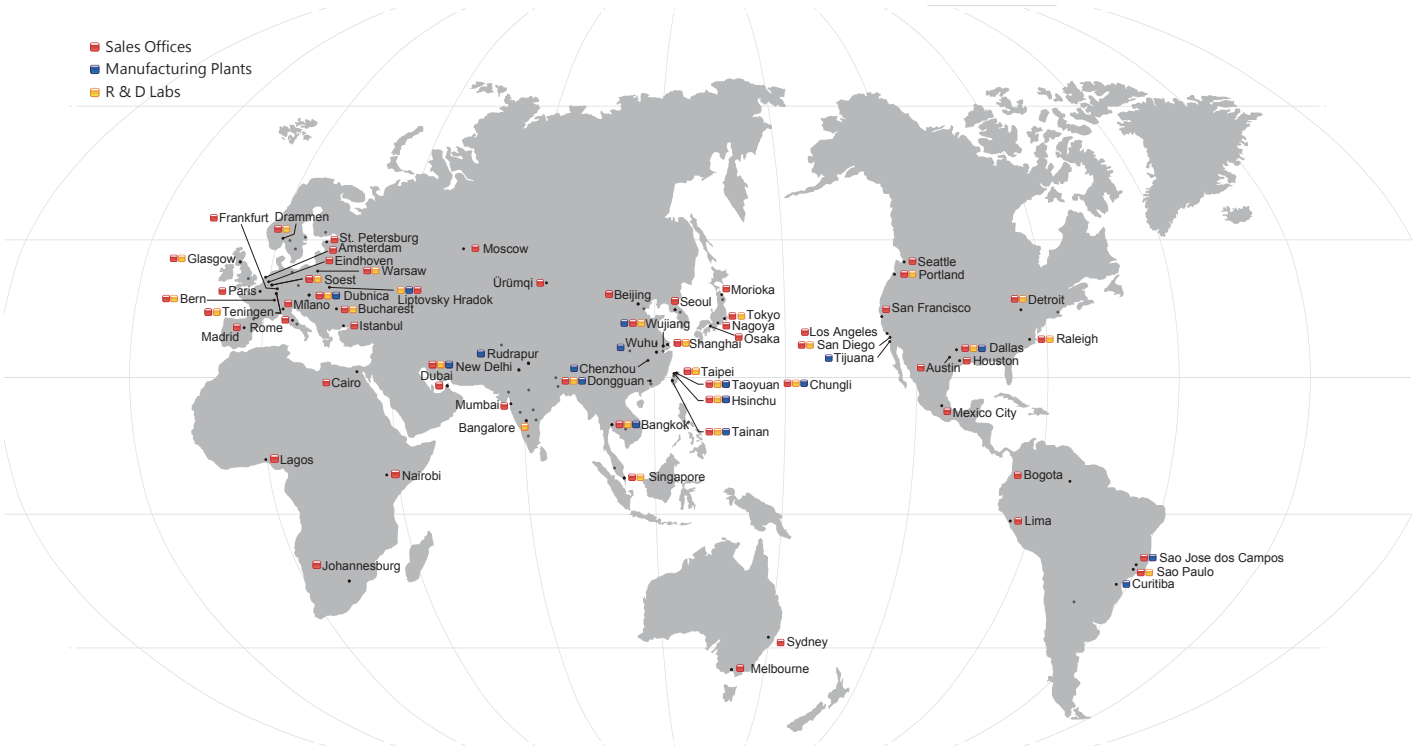 Sales Offices
Manufacturing Plants
R & D Labs
Frankfurt
Drammen
St. Petersburg
Amsterdam
Moscow
Glasgow
Eindhoven
Warsaw
Soest
Paris
Bern
Dubnica
Liptovsky Hradok
Milano
Teningen
Bucharest
Madrid
Rome
Istanbul
Ürümqi
Beijing
Seoul
Morioka
Tokyo
Nagoya
Osaka
Wujiang
Wuhu
Shanghai
Rudrapur
New Delhi
Chenzhou
Dongguan
Taipei
Taoyuan
Chungli
Hsinchu
Tainan
Dubai
Cairo
Mumbai
Bangalore
Bangkok
Singapore
Lagos
Nairobi
Johannesburg
Sydney
Melbourne
Seattle
Portland
San Francisco
Detroit
Los Angeles
San Diego
Tijuana
Raleigh
Dallas
Houston
Austin
Mexico City
Bogota
Lima
Sao Jose dos Campos
Sao Paulo
Curitiba